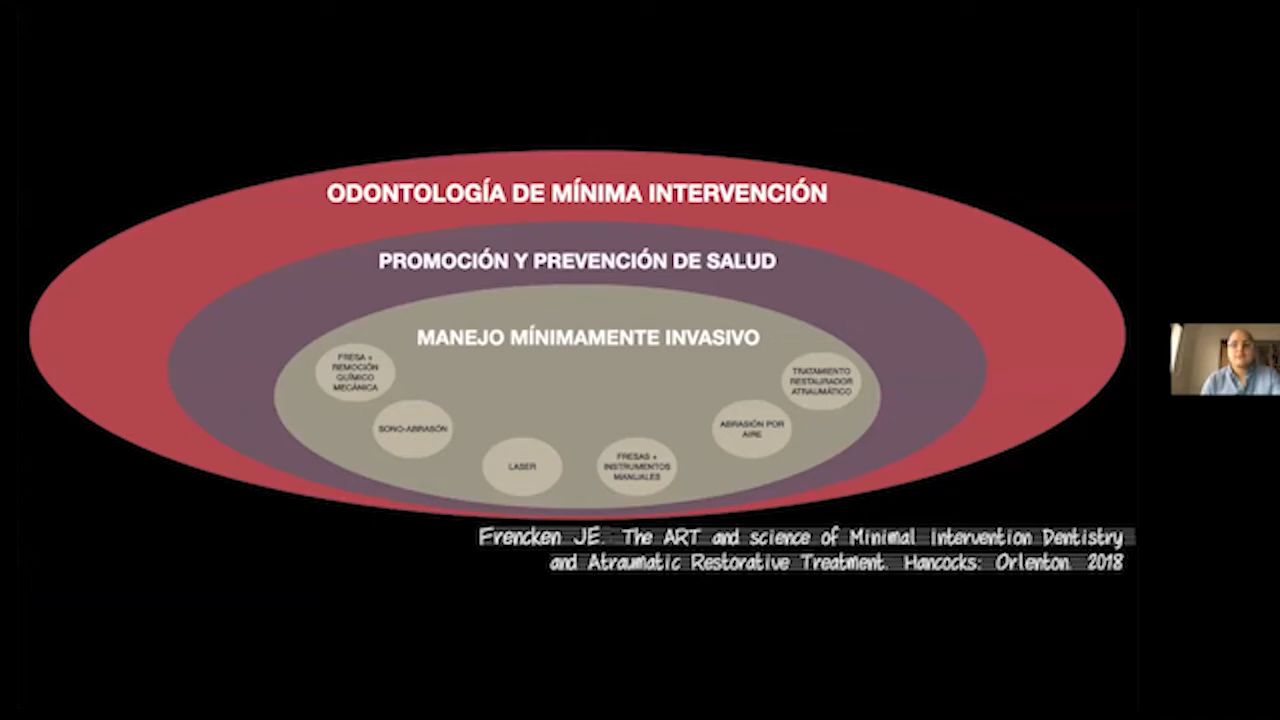 ODONTOLOGÍA DE MÍNIMA INTERVENCIÓN
PROMOCIÓN Y PREVENCIÓN DE SALUD
MANEJO MÍNIMAMENTE INVASIVO
FRESA +
REMOCIÓN
QUÍMICO
MECÁNICA
SONO-ABRASÓN
LASER
FRESAS +
INSTRUMENTOS
MANUALES
ABRASIÓN POR
AIRE
TRATAMIENTO
RESTAURADOR
ATRAUMÁTICO
Frencken JE. The ART and science of Minimal Intervention Dentistry
and Atraumatic Restorative Treatment. Hancocks: Orlenton. 2018